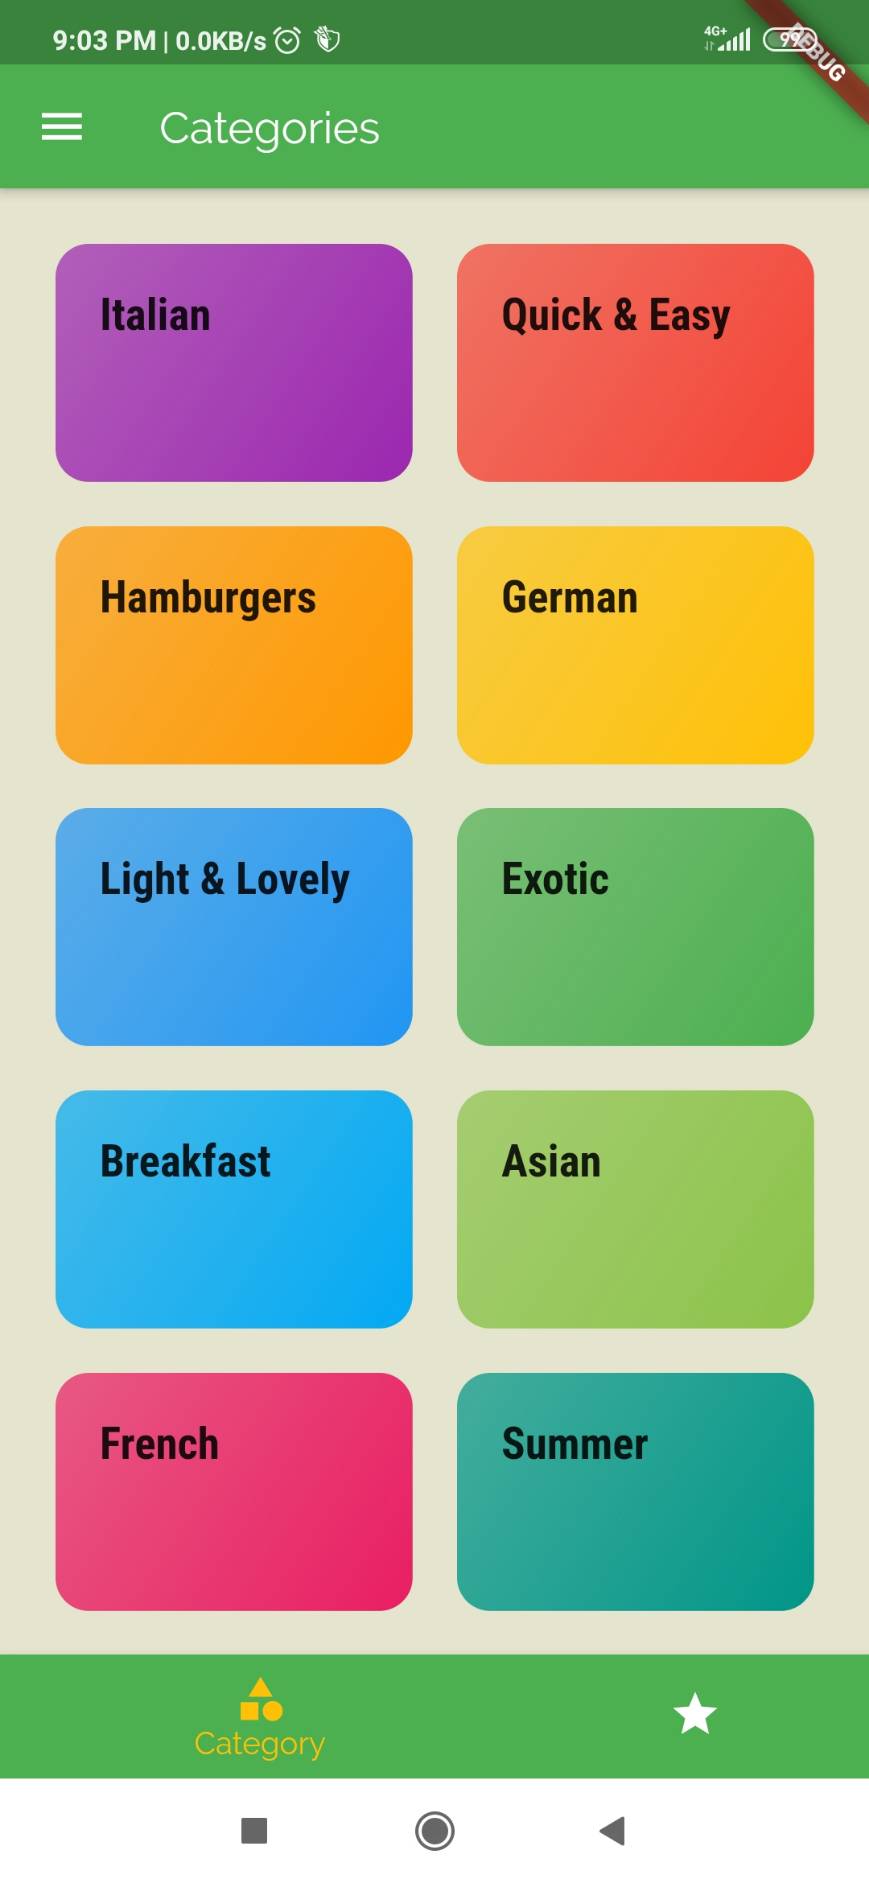 9:03 PM | 0.0KB/s 4G+ 99
DEBUG
Categories
Italian
Quick & Easy
Hamburgers
German
Light & Lovely
Exotic
Breakfast
Asian
French
Summer
Category